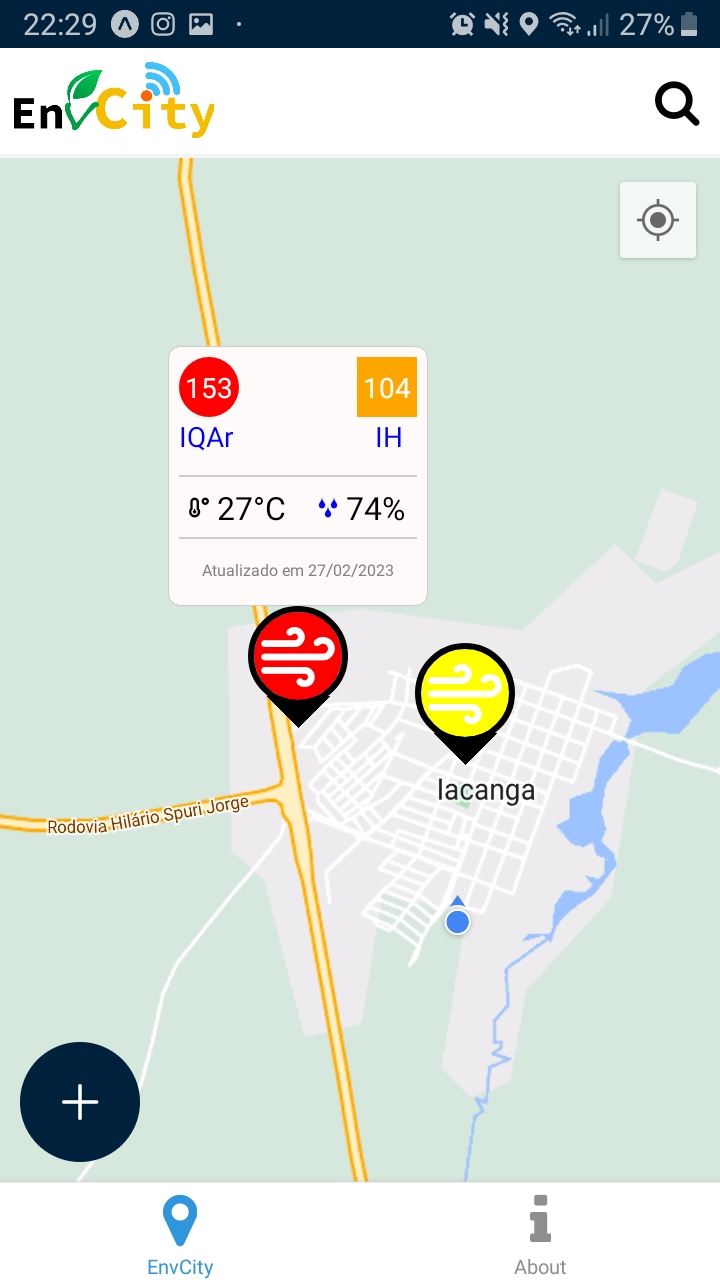 22:29
27%
EnvCity
153
104
IQAr
IH
27°C
74%
Atualizado em 27/02/2023
Iacanga
Rodovia Hilário Spuri Jorge
EnvCity
About